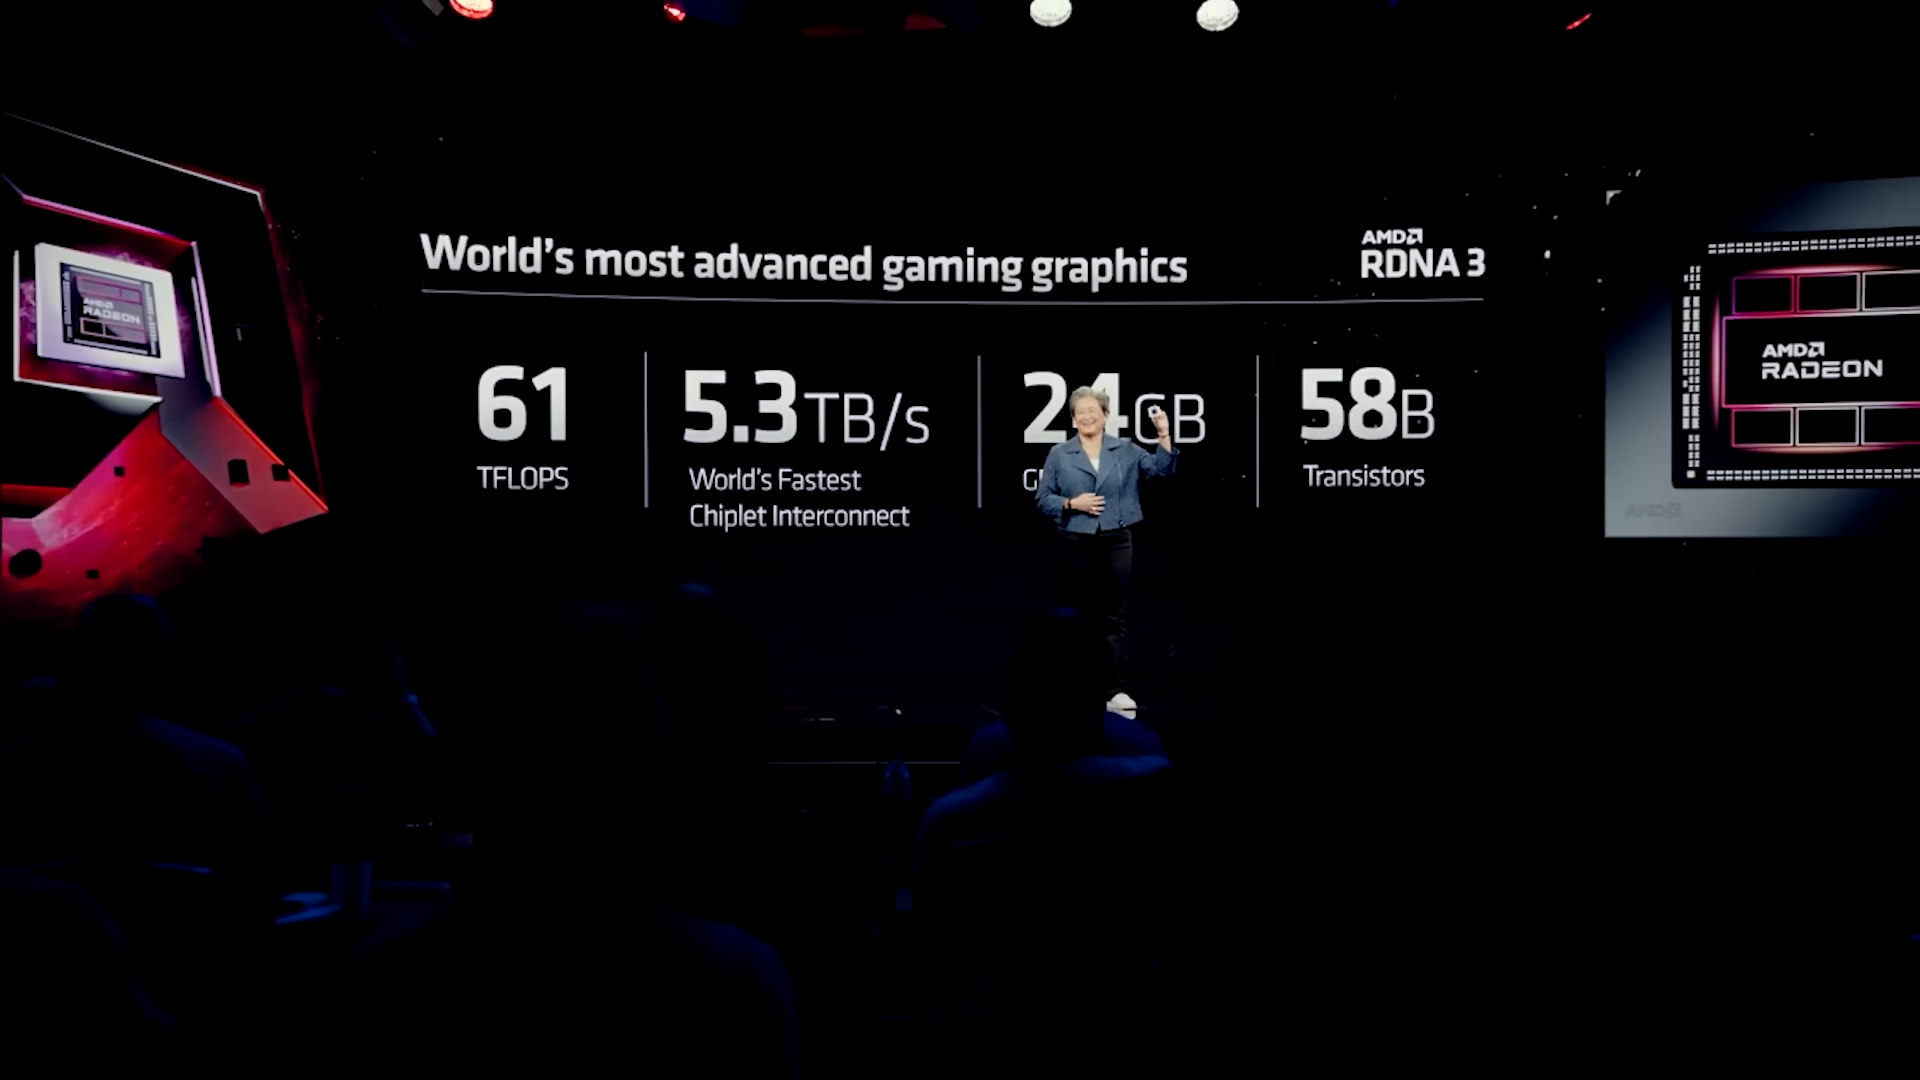 World's most advanced gaming graphics
AMD
RDNA 3
61
TFLOPS
5.3TB/s
World's Fastest
Chiplet Interconnect
24GB
58B
Transistors
AMD
RADEON
AMD
RADEON
AMD